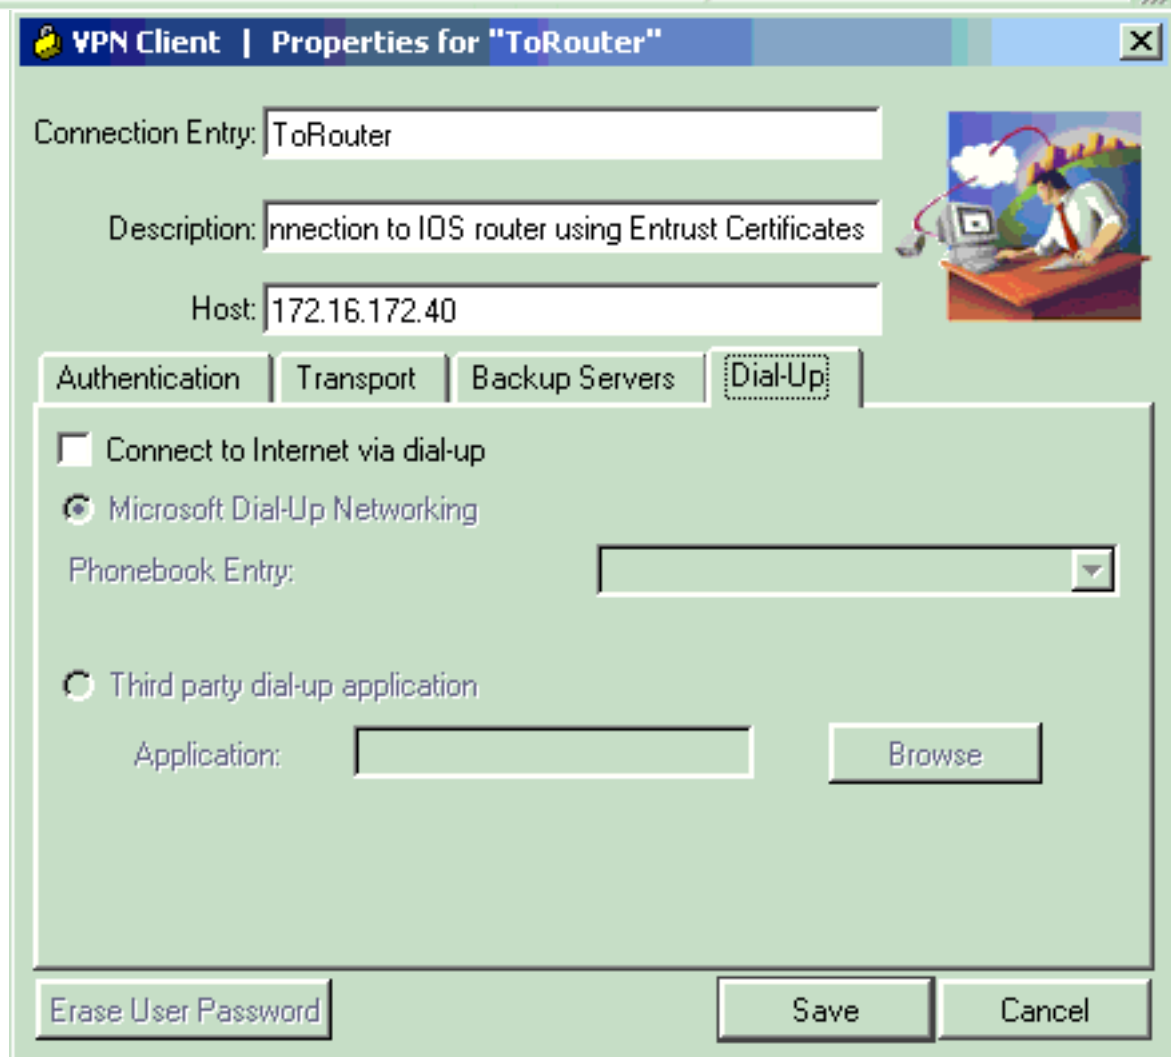 VPN Client | Properties for "ToRouter"
Connection Entry: ToRouter
Description: nnection to IOS router using Entrust Certificates
Host: 172.16.172.40
Authentication Transport Backup Servers Dial-Up
Connect to Internet via dial-up
Microsoft Dial-Up Networking
Phonebook Entry:
Third party dial-up application
Application: Browse
Erase User Password Save Cancel